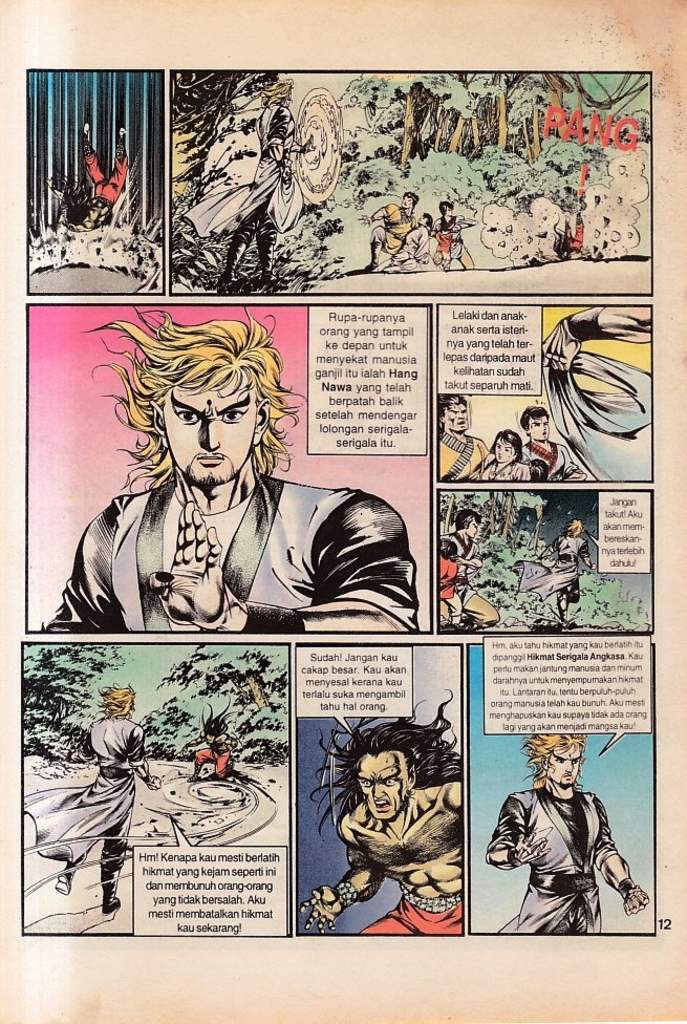 PANG
!
Rupa-rupanya
orang yang tampil
ke depan untuk
menyekat manusia
ganjil itu ialah Hang
Nawa yang telah
berpatah balik
setelah mendengar
lolongan serigala-
serigala itu.
Lelaki dan anak-
anak serta isteri-
nya yang telah ter-
lepas daripada maut
kelihatan sudah
takut separuh mati.
Jangan
takut! Aku
akan mem-
bereskan-
nya terlebih
dahulu!
Hm! Kenapa kau mesti berlatih
hikmat yang kejam seperti ini
dan membunuh orang-orang
yang tidak bersalah. Aku
mesti membatalkan hikmat
kau sekarang!
Sudah! Jangan kau
cakap besar. Kau akan
menyesal kerana kau
terlalu suka mengambil
tahu hal orang.
Hm, aku tahu hikmat yang kau berlatih itu
dipanggil Hikmat Serigala Angkasa. Kau
perlu makan jantung manusia dan minum
darahnya untuk menyempurnakan hikmat
itu. Lantaran itu, tentu berpuluh-puluh
orang manusia telah kau bunuh. Aku mesti
menghapuskan kau supaya tidak ada orang
lagi yang akan menjadi mangsa kau!
12